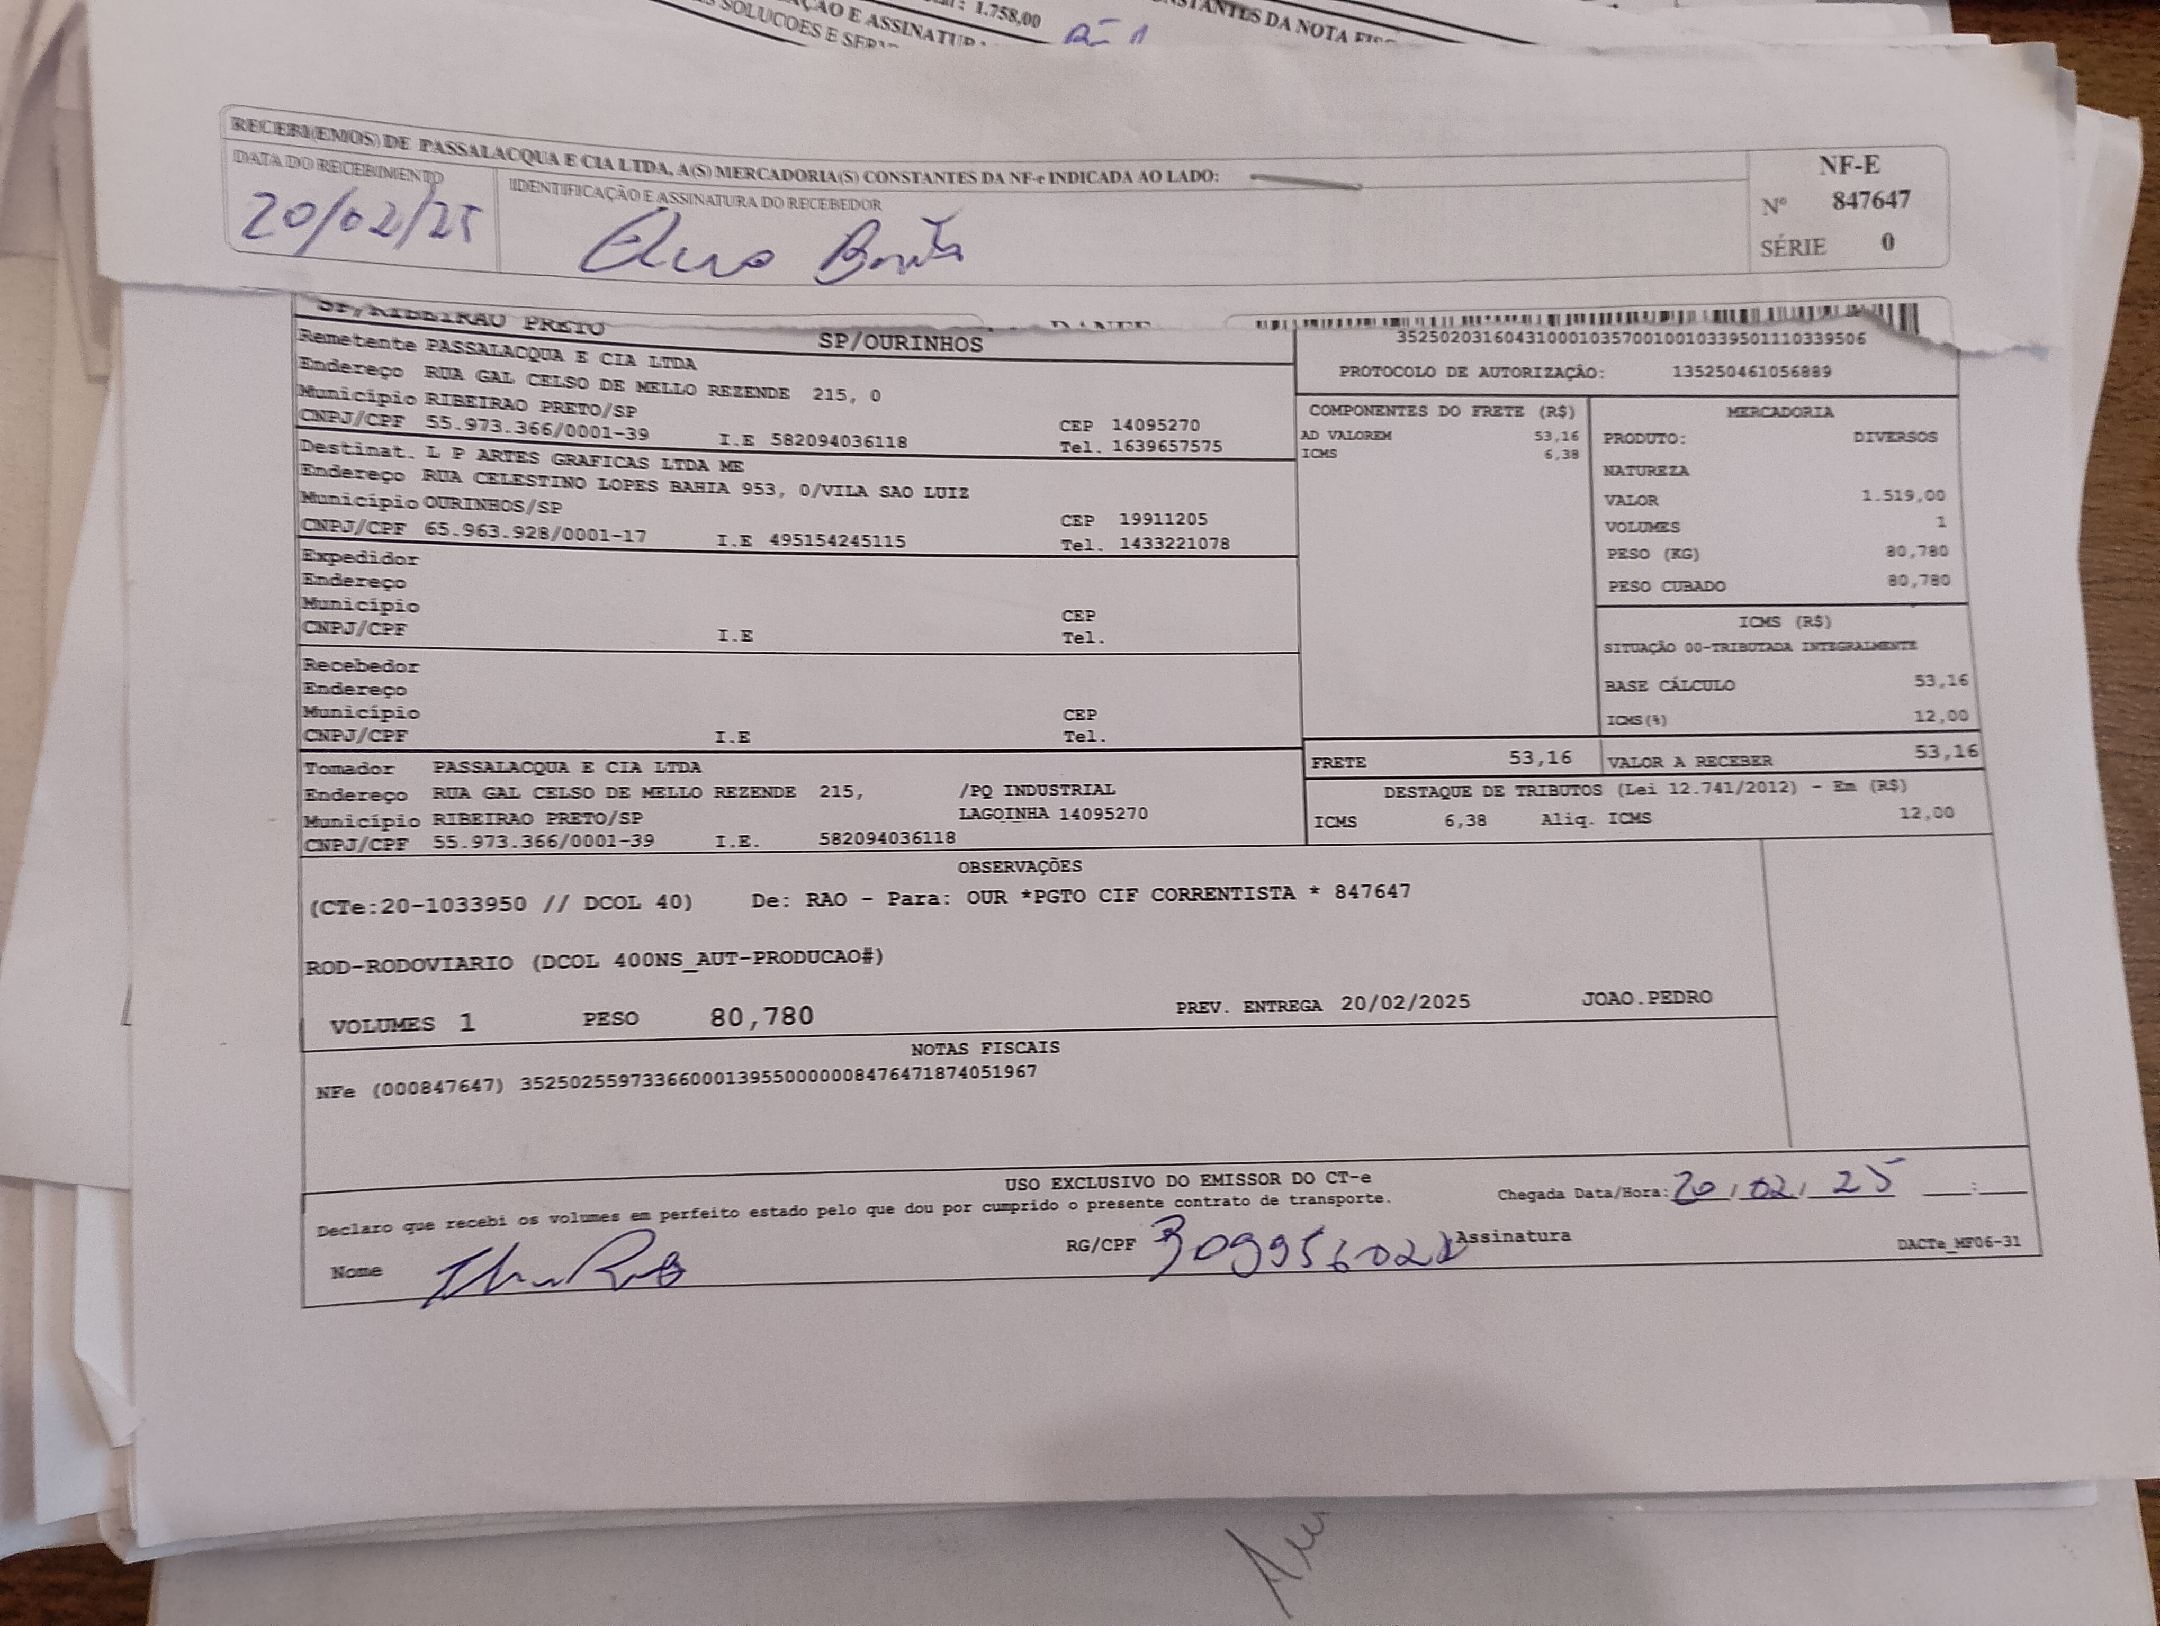 1.758,00
ÇÃO E ASSINATUR
S SOLUCOES E SER
STANTES DA NOTA FISC
RECEBI(EMOS) DE PASSALACQUA E CIA LTDA, A(S) MERCADORIA(S) CONSTANTES DA NF-e INDICADA AO LADO:
DATA DO RECEBIMENTO
IDENTIFICAÇÃO E ASSINATURA DO RECEBEDOR
20/02/25
NF-E
Nº 847647
SÉRIE 0
SP/RIBEIRAO PRETO SP/OURINHOS
DANFE
Remetente PASSALACQUA E CIA LTDA
Endereço RUA GAL CELSO DE MELLO REZENDE 215, 0
Município RIBEIRAO PRETO/SP CEP 14095270
CNPJ/CPF 55.973.366/0001-39 I.E 582094036118 Tel. 1639657575
Destinat. L P ARTES GRAFICAS LTDA ME
Endereço RUA CELESTINO LOPES BAHIA 953, 0/VILA SAO LUIZ
Município OURINHOS/SP CEP 19911205
CNPJ/CPF 65.963.928/0001-17 I.E 495154245115 Tel. 1433221078
Expedidor
Endereço
Município CEP
CNPJ/CPF I.E Tel.
Recebedor
Endereço
Município CEP
CNPJ/CPF I.E Tel.
Tomador PASSALACQUA E CIA LTDA
Endereço RUA GAL CELSO DE MELLO REZENDE 215, /PQ INDUSTRIAL
Município RIBEIRAO PRETO/SP LAGOINHA 14095270
CNPJ/CPF 55.973.366/0001-39 I.E. 582094036118
35250203160431000103570010010339501110339506
PROTOCOLO DE AUTORIZAÇÃO: 135250461056889
COMPONENTES DO FRETE (R$)
AD VALOREM 53,16
ICMS 6,38
MERCADORIA
PRODUTO: DIVERSOS
NATUREZA
VALOR 1.519,00
VOLUMES 1
PESO (KG) 80,780
PESO CUBADO 80,780
ICMS (R$)
SITUAÇÃO 00-TRIBUTADA INTEGRALMENTE
BASE CÁLCULO 53,16
ICMS(%) 12,00
FRETE 53,16 VALOR A RECEBER 53,16
DESTAQUE DE TRIBUTOS (Lei 12.741/2012) - Em (R$)
ICMS 6,38 Aliq. ICMS 12,00
OBSERVAÇÕES
(CTe:20-1033950 // DCOL 40) De: RAO - Para: OUR *PGTO CIF CORRENTISTA * 847647
ROD-RODOVIARIO (DCOL 400NS_AUT-PRODUCAO#)
VOLUMES 1 PESO 80,780 PREV. ENTREGA 20/02/2025 JOAO.PEDRO
NOTAS FISCAIS
NFe (000847647) 35250255973366000139550000008476471874051967
USO EXCLUSIVO DO EMISSOR DO CT-e
Declaro que recebi os volumes em perfeito estado pelo que dou por cumprido o presente contrato de transporte.
Chegada Data/Hora: 20/02/25 __:__
Nome
RG/CPF
Assinatura
DACTe_MF06-31